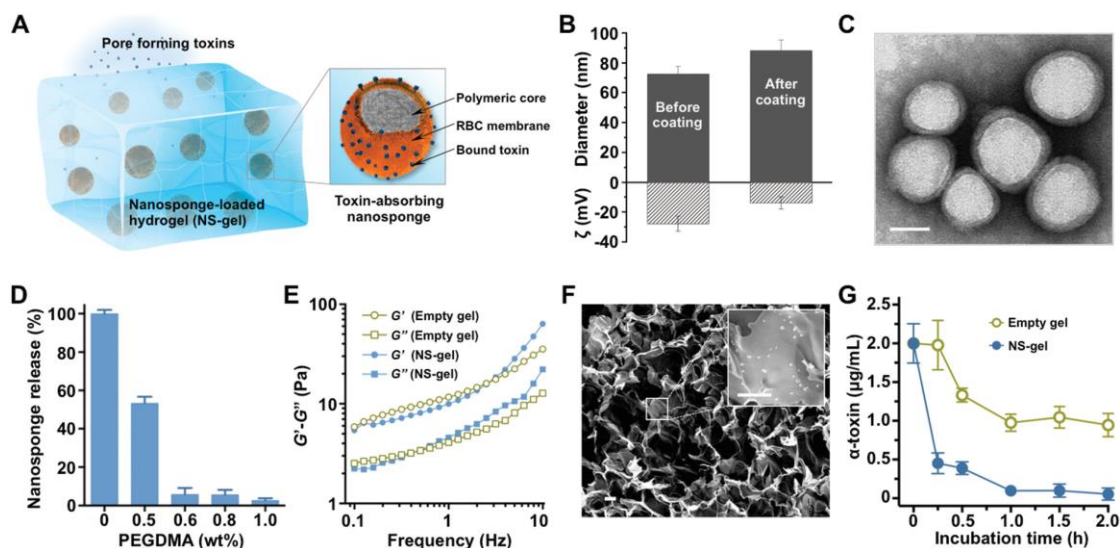 A
Pore forming toxins
Polymeric core
RBC membrane
Bound toxin
Nanosponge-loaded
hydrogel (NS-gel)
Toxin-absorbing
nanosponge
B
Diameter (nm)
ζ (mV)
100
80
60
40
20
0
-20
-40
Before
coating
After
coating
C
D
Nanosponge release (%)
100
80
60
40
20
0
0
0.5
0.6
0.8
1.0
PEGDMA (wt%)
E
G'-G" (Pa)
100
10
1
G' (Empty gel)
G" (Empty gel)
G' (NS-gel)
G" (NS-gel)
0.1
1
10
Frequency (Hz)
F
G
α-toxin (μg/mL)
2.5
2.0
1.5
1.0
0.5
0
Empty gel
NS-gel
0
0.5
1.0
1.5
2.0
Incubation time (h)